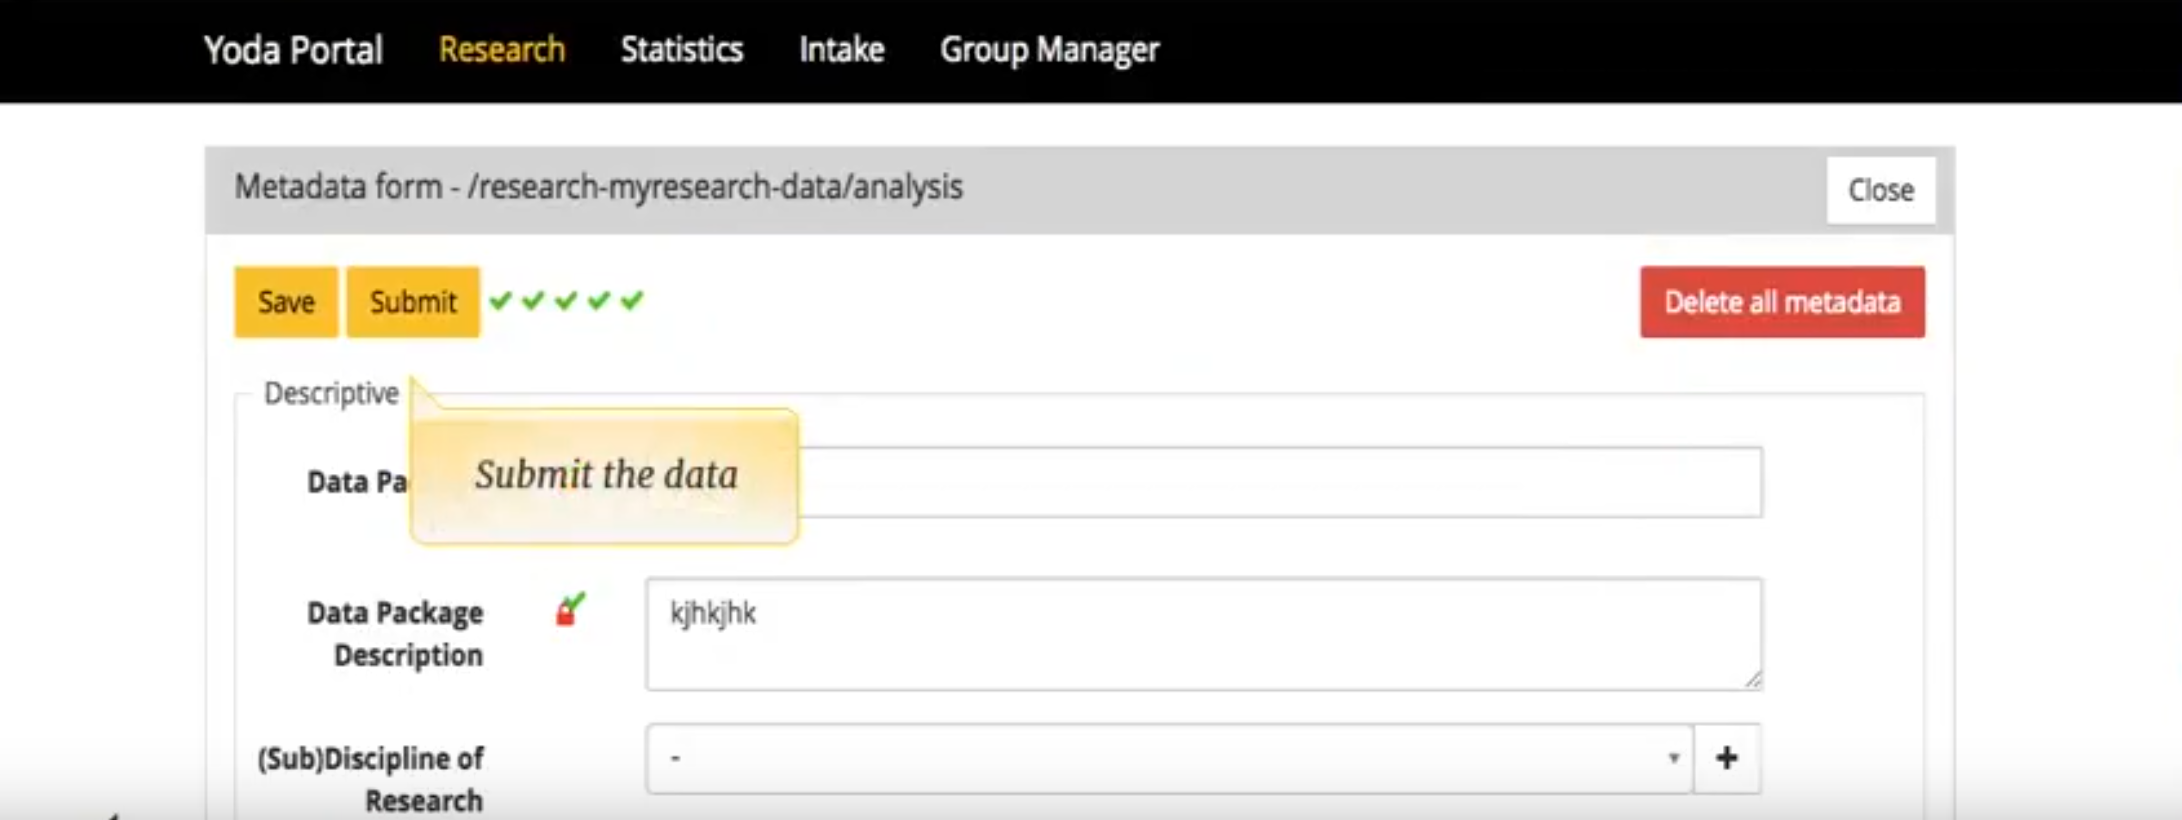 Yoda Portal Research Statistics Intake Group Manager
Metadata form - /research-myresearch-data/analysis
Close
Save Submit
Delete all metadata
Descriptive
Submit the data
Data Pa
Data Package
Description
kjhkjhk
(Sub)Discipline of
Research
-
+